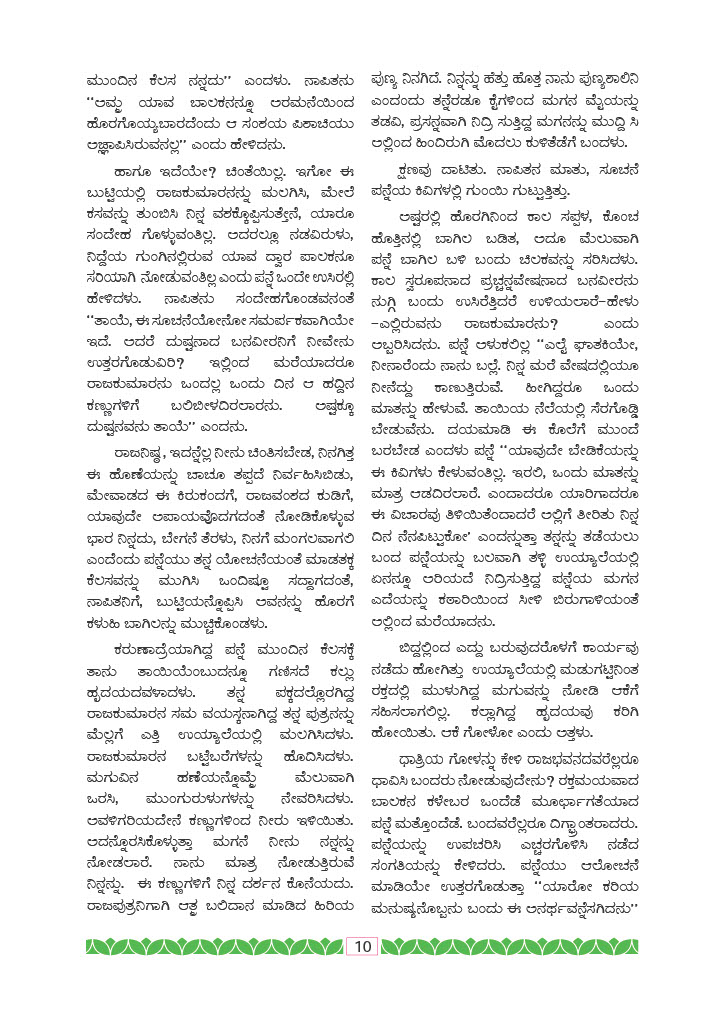 ಮುಂದಿನ ಕೆಲಸ ನನ್ನದು’’ ಎಂದಳು. ನಾಪಿತನು
‘‘ಅಮ್ಮ ಯಾವ ಬಾಲಕನನ್ನೂ ಅರಮನೆಯಿಂದ
ಹೊರಗೊಯ್ಯಬಾರದೆಂದು ಆ ಸಂಶಯ ಪಿಶಾಚಿಯು
ಆಜ್ಞಾಪಿಸಿರುವನಲ್ಲ’’ ಎಂದು ಹೇಳಿದನು.
ಹಾಗೂ ಇದೆಯೇ? ಚಿಂತೆಯಿಲ್ಲ. ಇಗೋ ಈ
ಬುಟ್ಟಿಯಲ್ಲಿ ರಾಜಕುಮಾರನನ್ನು ಮಲಗಿಸಿ, ಮೇಲೆ
ಕಸವನ್ನು ತುಂಬಿಸಿ ನಿನ್ನ ವಶಕ್ಕೊಪ್ಪಿಸುತ್ತೇನೆ, ಯಾರೂ
ಸಂದೇಹ ಗೊಳ್ಳುವಂತಿಲ್ಲ. ಅದರಲ್ಲೂ ನಡವಿರುಳು,
ನಿದ್ದೆಯ ಗುಂಗಿನಲ್ಲಿರುವ ಯಾವ ದ್ವಾರ ಪಾಲಕನೂ
ಸರಿಯಾಗಿ ನೋಡುವಂತಿಲ್ಲ ಎಂದು ಪನ್ನೆ ಒಂದೇ ಉಸಿರಲ್ಲಿ
ಹೇಳಿದಳು. ನಾಪಿತನು ಸಂದೇಹಗೊಂಡವನಂತೆ
‘‘ತಾಯೆ, ಈ ಸೂಚನೆಯೇನೋ ಸಮರ್ಪಕವಾಗಿಯೇ
ಇದೆ. ಆದರೆ ದುಷ್ಟನಾದ ಬನವೀರನಿಗೆ ನೀವೇನು
ಉತ್ತರಗೊಡುವಿರಿ? ಇಲ್ಲಿಂದ ಮರೆಯಾದರೂ
ರಾಜಕುಮಾರನು ಒಂದಲ್ಲ ಒಂದು ದಿನ ಆ ಹದ್ದಿನ
ಕಣ್ಣುಗಳಿಗೆ ಬಲಿಬೀಳದಿರಲಾರನು. ಅಷ್ಟಕ್ಕೂ
ದುಷ್ಟನವನು ತಾಯೆ’’ ಎಂದನು.
ರಾಜನಿಷ್ಠ, ಇದನ್ನೆಲ್ಲ ನೀನು ಚಿಂತಿಸಬೇಡ, ನಿನಗಿತ್ತ
ಈ ಹೊಣೆಯನ್ನು ಬಾಚೂ ತಪ್ಪದೆ ನಿರ್ವಹಿಸಿಬಿಡು,
ಮೇವಾಡದ ಈ ಕಿರುಕಂದಗೆ, ರಾಜವಂಶದ ಕುಡಿಗೆ,
ಯಾವುದೇ ಅಪಾಯವೊದಗದಂತೆ ನೋಡಿಕೊಳ್ಳುವ
ಭಾರ ನಿನ್ನದು, ಬೇಗನೆ ತೆರಳು, ನಿನಗೆ ಮಂಗಲವಾಗಲಿ
ಎಂದೆಂದು ಪನ್ನೆಯು ತನ್ನ ಯೋಚನೆಯಂತೆ ಮಾಡತಕ್ಕ
ಕೆಲಸವನ್ನು ಮುಗಿಸಿ ಒಂದಿಷ್ಟೂ ಸದ್ದಾಗದಂತೆ,
ನಾಪಿತನಿಗೆ, ಬುಟ್ಟಿಯನ್ನೊಪ್ಪಿಸಿ ಅವನನ್ನು ಹೊರಗೆ
ಕಳುಹಿ ಬಾಗಿಲನ್ನು ಮುಚ್ಚಿಕೊಂಡಳು.
ಕರುಣಾದ್ರೆಯಾಗಿದ್ದ ಪನ್ನೆ ಮುಂದಿನ ಕೆಲಸಕ್ಕೆ
ತಾನು ತಾಯಿಯೆಂಬುದನ್ನೂ ಗಣಿಸದೆ ಕಲ್ಲು
ಹೃದಯದವಳಾದಳು. ತನ್ನ ಪಕ್ಕದಲ್ಲೊರಗಿದ್ದ
ರಾಜಕುಮಾರನ ಸಮ ವಯಸ್ಕನಾಗಿದ್ದ ತನ್ನ ಪುತ್ರನನ್ನು
ಮೆಲ್ಲಗೆ ಎತ್ತಿ ಉಯ್ಯಾಲೆಯಲ್ಲಿ ಮಲಗಿಸಿದಳು.
ರಾಜಕುಮಾರನ ಬಟ್ಟೆಬರೆಗಳನ್ನು ಹೊದಿಸಿದಳು.
ಮಗುವಿನ ಹಣೆಯನ್ನೊಮ್ಮೆ ಮೆಲುವಾಗಿ
ಒರಸಿ, ಮುಂಗುರುಳುಗಳನ್ನು ನೇವರಿಸಿದಳು.
ಅವಳಿಗರಿಯದೇನೆ ಕಣ್ಣುಗಳಿಂದ ನೀರು ಇಳಿಯಿತು.
ಅದನ್ನೊರಸಿಕೊಳ್ಳುತ್ತಾ ಮಗನೆ ನೀನು ನನ್ನನ್ನು
ನೋಡಲಾರೆ. ನಾನು ಮಾತ್ರ ನೋಡುತ್ತಿರುವೆ
ನಿನ್ನನ್ನು. ಈ ಕಣ್ಣುಗಳಿಗೆ ನಿನ್ನ ದರ್ಶನ ಕೊನೆಯದು.
ರಾಜಪುತ್ರನಿಗಾಗಿ ಆತ್ಮ ಬಲಿದಾನ ಮಾಡಿದ ಹಿರಿಯ
ಪುಣ್ಯ ನಿನಗಿದೆ. ನಿನ್ನನ್ನು ಹೆತ್ತು ಹೊತ್ತ ನಾನು ಪುಣ್ಯಶಾಲಿನಿ
ಎಂದಂದು ತನ್ನೆರಡೂ ಕೈಗಳಿಂದ ಮಗನ ಮೈಯನ್ನು
ತಡವಿ, ಪ್ರಸನ್ನವಾಗಿ ನಿದ್ರಿ ಸುತ್ತಿದ್ದ ಮಗನನ್ನು ಮುದ್ದಿ ಸಿ
ಅಲ್ಲಿಂದ ಹಿಂದಿರುಗಿ ಮೊದಲು ಕುಳಿತೆಡೆಗೆ ಬಂದಳು.
ಕ್ಷಣವು ದಾಟಿತು. ನಾಪಿತನ ಮಾತು, ಸೂಚನೆ
ಪನ್ನೆಯ ಕಿವಿಗಳಲ್ಲಿ ಗುಂಯಿ ಗುಟ್ಟುತ್ತಿತ್ತು.
ಅಷ್ಟರಲ್ಲಿ ಹೊರಗಿನಿಂದ ಕಾಲ ಸಪ್ಪಳ, ಕೊಂಚ
ಹೊತ್ತಿನಲ್ಲಿ ಬಾಗಿಲ ಬಡಿತ, ಅದೂ ಮೆಲುವಾಗಿ
ಪನ್ನೆ ಬಾಗಿಲ ಬಳಿ ಬಂದು ಚಿಲಕವನ್ನು ಸರಿಸಿದಳು.
ಕಾಲ ಸ್ವರೂಪನಾದ ಪ್ರಚ್ಛನ್ನವೇಷನಾದ ಬನವೀರನು
ನುಗ್ಗಿ ಬಂದು ಉಸಿರೆತ್ತಿದರೆ ಉಳಿಯಲಾರೆ–ಹೇಳು
–ಎಲ್ಲಿರುವನು ರಾಜಕುಮಾರನು? ಎಂದು
ಅಬ್ಬರಿಸಿದನು. ಪನ್ನೆ ಅಳುಕಲಿಲ್ಲ ‘‘ಎಲೈ ಘಾತಕಿಯೇ,
ನೀನಾರೆಂದು ನಾನು ಬಲ್ಲೆ. ನಿನ್ನ ಮರೆ ವೇಷದಲ್ಲಿಯೂ
ನೀನೆದ್ದು ಕಾಣುತ್ತಿರುವೆ. ಹೀಗಿದ್ದರೂ ಒಂದು
ಮಾತನ್ನು ಹೇಳುವೆ. ತಾಯಿಯ ನೆಲೆಯಲ್ಲಿ ಸೆರಗೊಡ್ಡಿ
ಬೇಡುವೆನು. ದಯಮಾಡಿ ಈ ಕೊಲೆಗೆ ಮುಂದೆ
ಬರಬೇಡ ಎಂದಳು ಪನ್ನೆ ‘‘ಯಾವುದೇ ಬೇಡಿಕೆಯನ್ನು
ಈ ಕಿವಿಗಳು ಕೇಳುವಂತಿಲ್ಲ. ಇರಲಿ, ಒಂದು ಮಾತನ್ನು
ಮಾತ್ರ ಆಡದಿರಲಾರೆ. ಎಂದಾದರೂ ಯಾರಿಗಾದರೂ
ಈ ವಿಚಾರವು ತಿಳಿಯಿತೆಂದಾದರೆ ಅಲ್ಲಿಗೆ ತೀರಿತು ನಿನ್ನ
ದಿನ ನೆನಪಿಟ್ಟುಕೋ’ ಎಂದನ್ನುತ್ತಾ ತನ್ನನ್ನು ತಡೆಯಲು
ಬಂದ ಪನ್ನೆಯನ್ನು ಬಲವಾಗಿ ತಳ್ಳಿ ಉಯ್ಯಾಲೆಯಲ್ಲಿ
ಏನನ್ನೂ ಅರಿಯದೆ ನಿದ್ರಿಸುತ್ತಿದ್ದ ಪನ್ನೆಯ ಮಗನ
ಎದೆಯನ್ನು ಕಠಾರಿಯಿಂದ ಸೀಳಿ ಬಿರುಗಾಳಿಯಂತೆ
ಅಲ್ಲಿಂದ ಮರೆಯಾದನು.
ಬಿದ್ದಲ್ಲಿಂದ ಎದ್ದು ಬರುವುದರೊಳಗೆ ಕಾರ್ಯವು
ನಡೆದು ಹೋಗಿತ್ತು ಉಯ್ಯಾಲೆಯಲ್ಲಿ ಮಡುಗಟ್ಟಿನಿಂತ
ರಕ್ತದಲ್ಲಿ ಮುಳುಗಿದ್ದ ಮಗುವನ್ನು ನೋಡಿ ಆಕೆಗೆ
ಸಹಿಸಲಾಗಲಿಲ್ಲ. ಕಲ್ಲಾಗಿದ್ದ ಹೃದಯವು ಕರಿಗಿ
ಹೋಯಿತು. ಆಕೆ ಗೋಳೋ ಎಂದು ಅತ್ತಳು.
ಧಾತ್ರಿಯ ಗೋಳನ್ನು ಕೇಳಿ ರಾಜಭವನದವರೆಲ್ಲರೂ
ಧಾವಿಸಿ ಬಂದರು ನೋಡುವುದೇನು? ರಕ್ತಮಯವಾದ
ಬಾಲಕನ ಕಳೇಬರ ಒಂದೆಡೆ ಮೂರ್ಛಾಗತೆಯಾದ
ಪನ್ನೆ ಮತ್ತೊಂದೆಡೆ. ಬಂದವರೆಲ್ಲರೂ ದಿಗ್ಭ್ರಾಂತರಾದರು.
ಪನ್ನೆಯನ್ನು ಉಪಚರಿಸಿ ಎಚ್ಚರಗೊಳಿಸಿ ನಡೆದ
ಸಂಗತಿಯನ್ನು ಕೇಳಿದರು. ಪನ್ನೆಯು ಆಲೋಚನೆ
ಮಾಡಿಯೇ ಉತ್ತರಗೊಡುತ್ತಾ ‘‘ಯಾರೋ ಕರಿಯ
ಮನುಷ್ಯನೊಬ್ಬನು ಬಂದು ಈ ಅನರ್ಥವನ್ನೆಸಗಿದನು’’
10